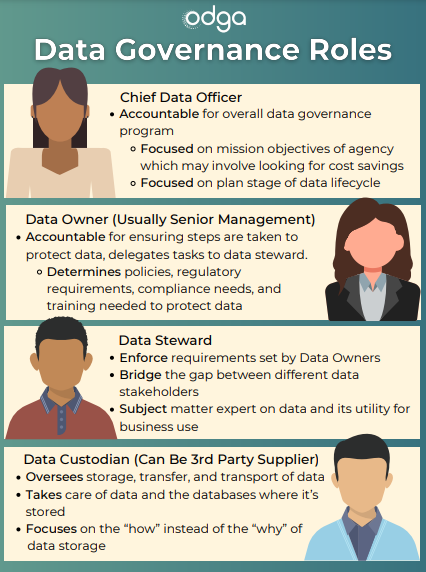 odga
Data Governance Roles
Chief Data Officer
• Accountable for overall data governance
program
◦ Focused on mission objectives of agency
which may involve looking for cost savings
◦ Focused on plan stage of data lifecycle
Data Owner (Usually Senior Management)
• Accountable for ensuring steps are taken to
protect data, delegates tasks to data steward.
◦ Determines policies, regulatory
requirements, compliance needs, and
training needed to protect data
Data Steward
• Enforce requirements set by Data Owners
• Bridge the gap between different data
stakeholders
• Subject matter expert on data and its utility for
business use
Data Custodian (Can Be 3rd Party Supplier)
• Oversees storage, transfer, and transport of data
• Takes care of data and the databases where it's
stored
• Focuses on the “how” instead of the “why” of
data storage